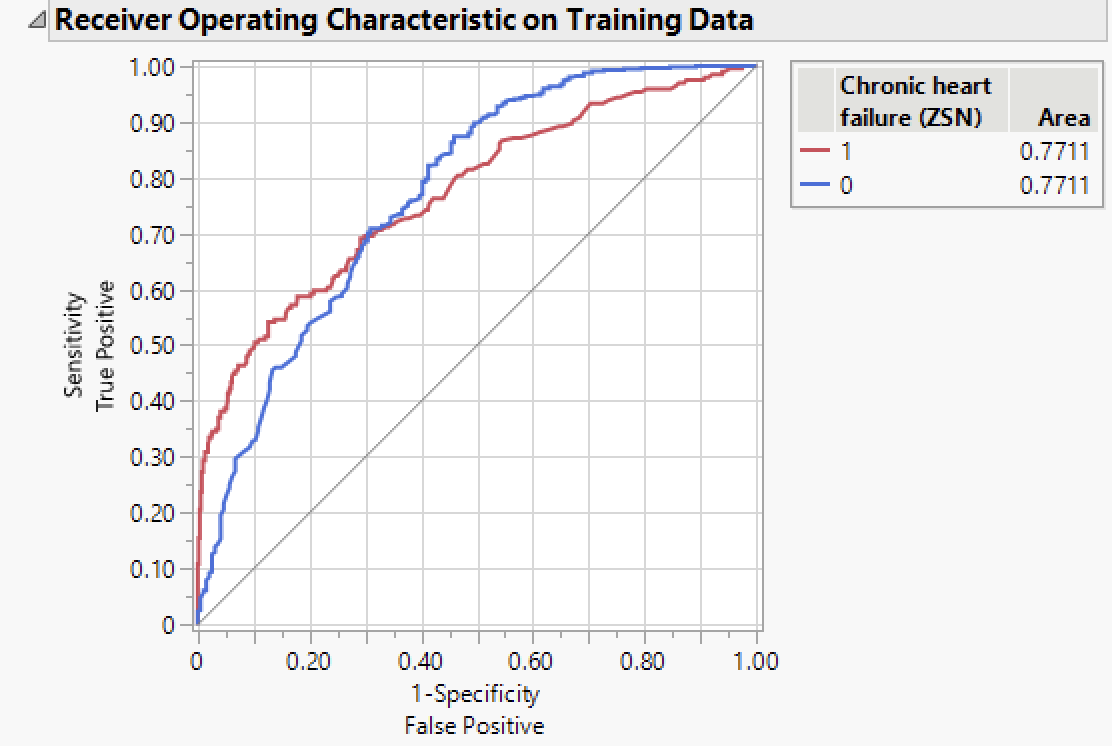 Receiver Operating Characteristic on Training Data
1.00
0.90
0.80
0.70
0.60
0.50
0.40
0.30
0.20
0.10
0
Sensitivity
True Positive
0 0.20 0.40 0.60 0.80 1.00
1-Specificity
False Positive
Chronic heart
failure (ZSN) Area
1 0.7711
0 0.7711